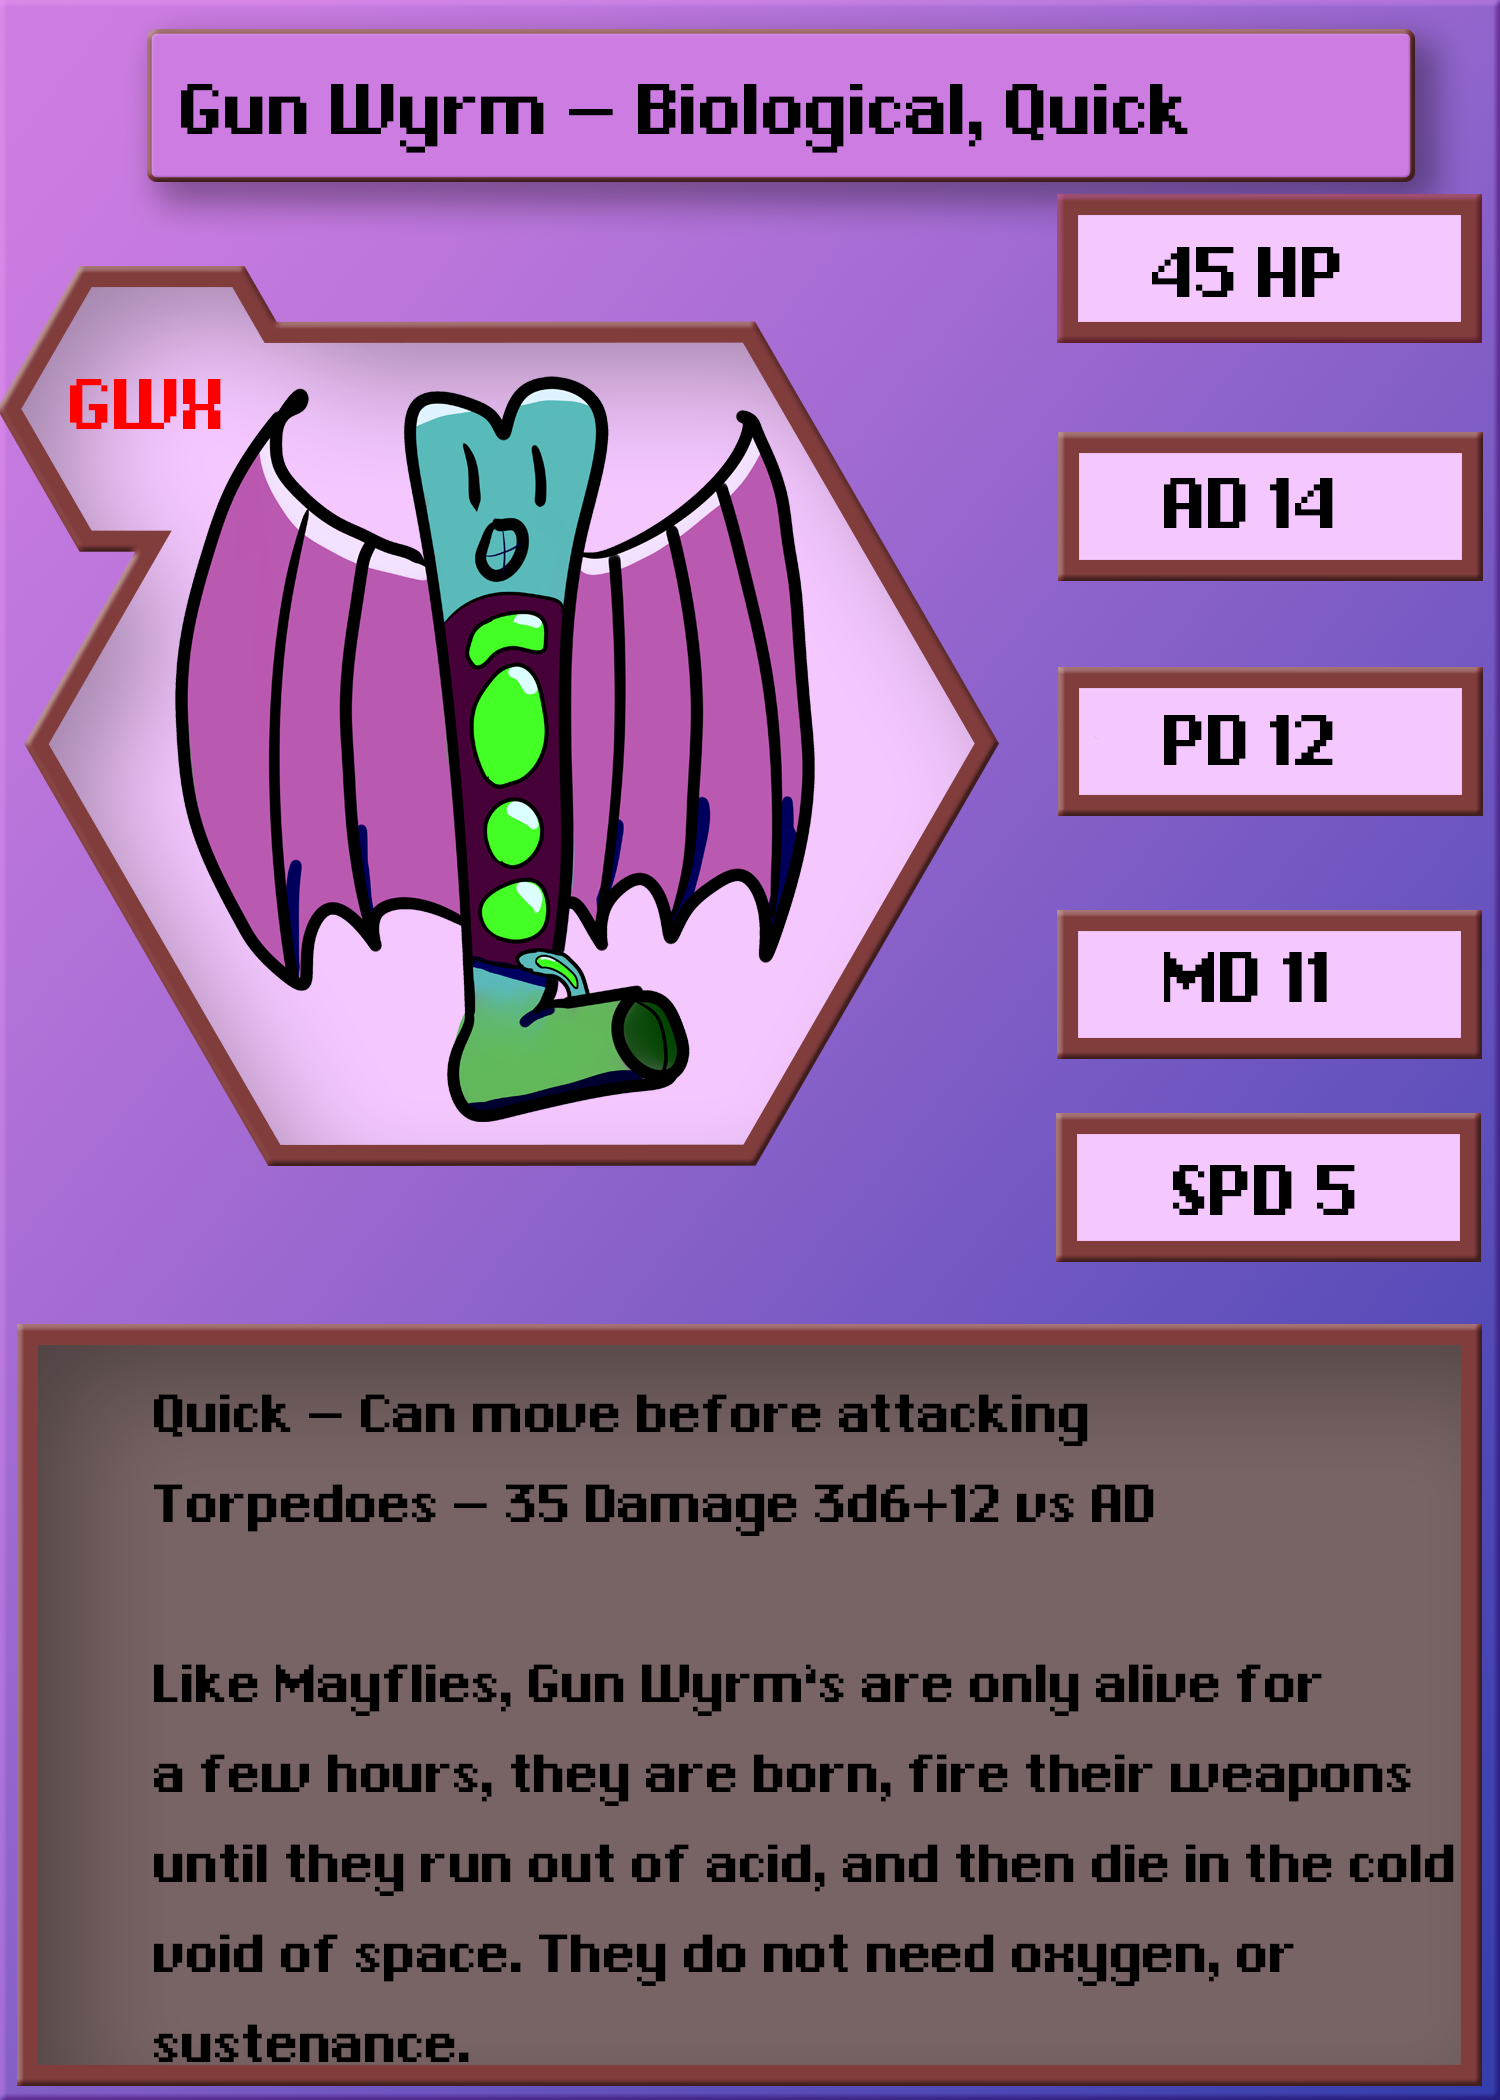 Gun Wyrm – Biological, Quick
45 HP
GWX
AD 14
PD 12
MD 11
SPD 5
Quick – Can move before attacking
Torpedoes – 35 Damage 3d6+12 vs AD
Like Mayflies, Gun Wyrm's are only alive for
a few hours, they are born, fire their weapons
until they run out of acid, and then die in the cold
void of space. They do not need oxygen, or
sustenance.